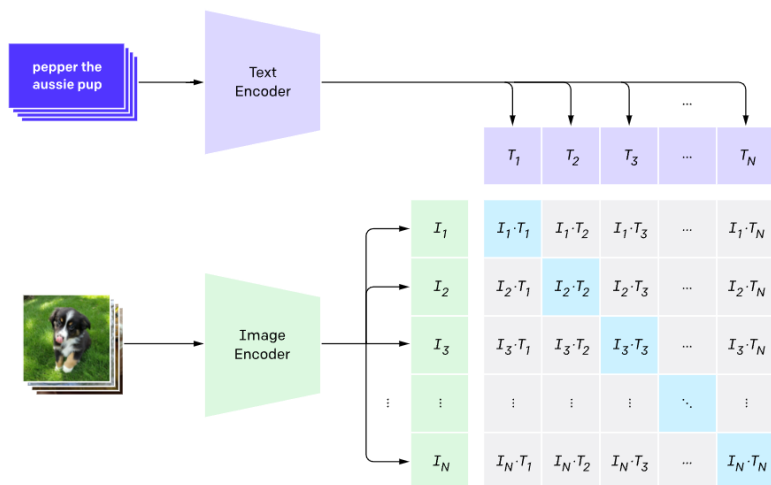 pepper the
aussie pup
Text
Encoder
...
T1 T2 T3 ... TN
I1 I1·T1 I1·T2 I1·T3 ... I1·TN
I2 I2·T1 I2·T2 I2·T3 ... I2·TN
Image
Encoder
I3 I3·T1 I3·T2 I3·T3 ... I3·TN
⋮ ⋮ ⋮ ⋮ ⋮ ⋱ ⋮
IN IN·T1 IN·T2 IN·T3 ... IN·TN